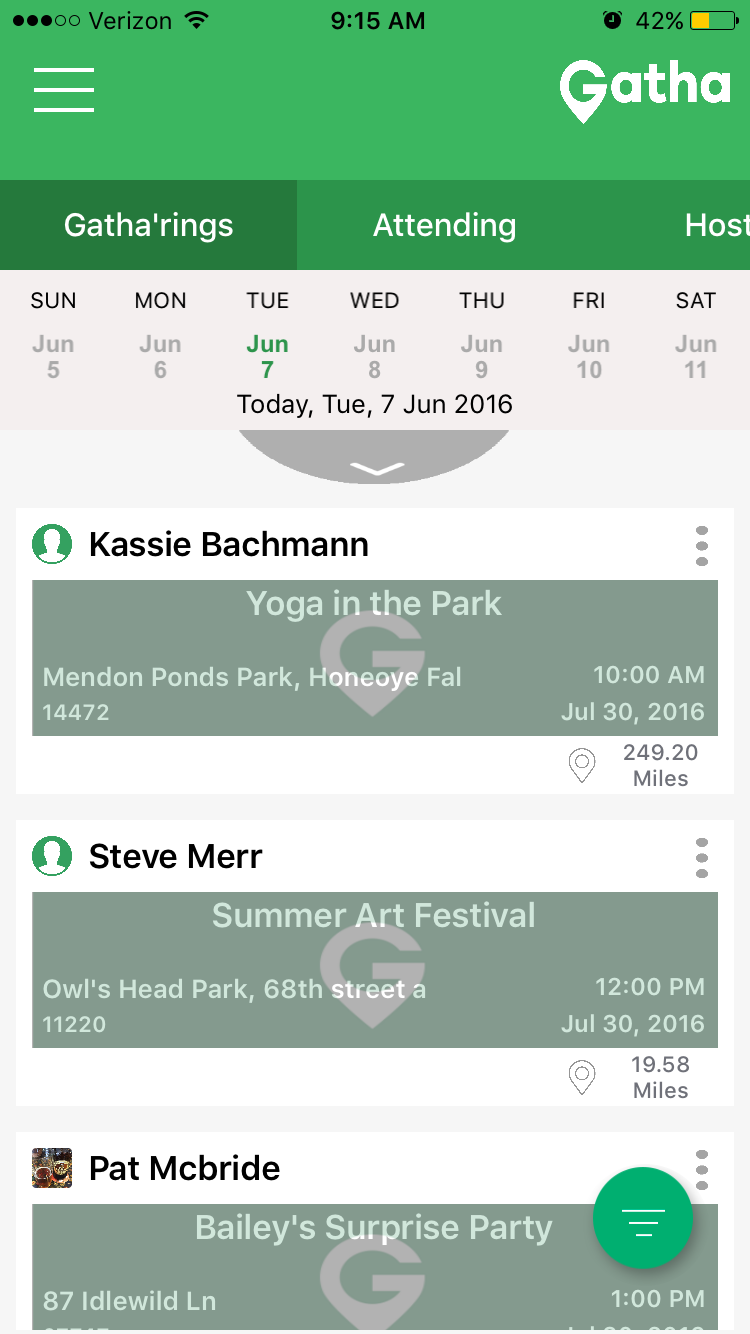 Verizon 9:15 AM 42%
Gatha
Gatha'rings Attending Host
SUN MON TUE WED THU FRI SAT
Jun Jun Jun Jun Jun Jun Jun
5 6 7 8 9 10 11
Today, Tue, 7 Jun 2016
Kassie Bachmann
Yoga in the Park
Mendon Ponds Park, Honeoye Fal 10:00 AM
14472 Jul 30, 2016
249.20
Miles
Steve Merr
Summer Art Festival
Owl's Head Park, 68th street a 12:00 PM
11220 Jul 30, 2016
19.58
Miles
Pat Mcbride
Bailey's Surprise Party
87 Idlewild Ln 1:00 PM